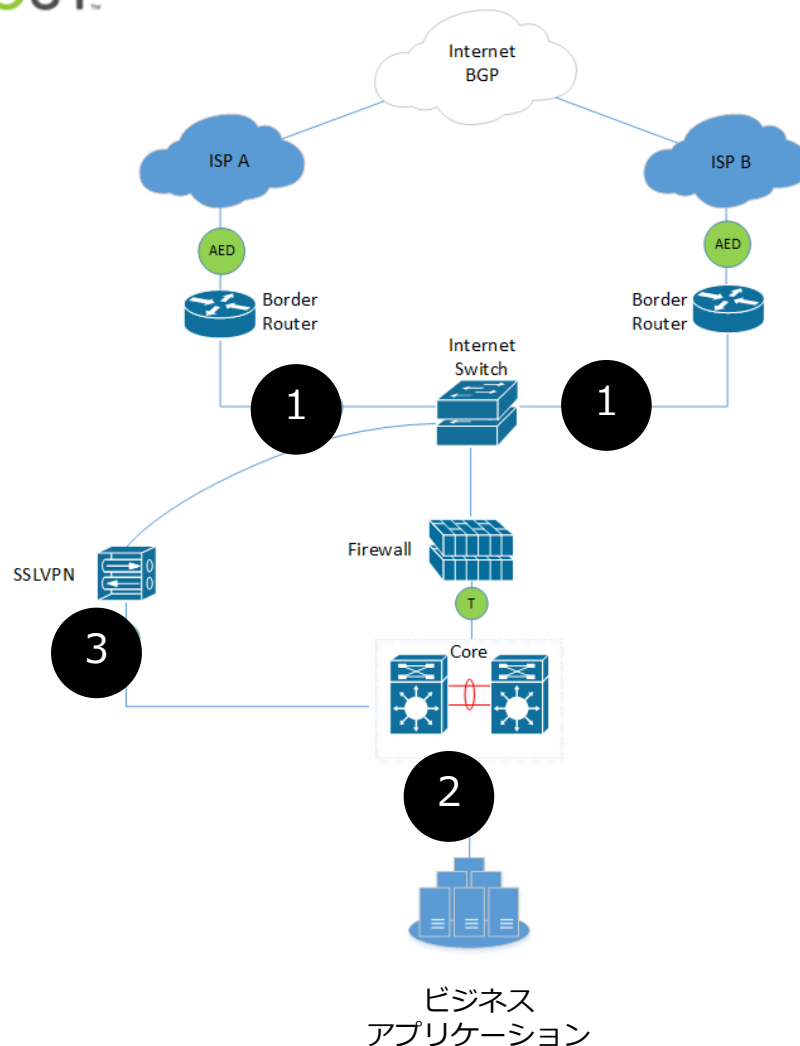 Internet
BGP
ISP A
ISP B
AED
AED
Border
Router
Border
Router
Internet
Switch
1
1
Firewall
SSLVPN
T
3
Core
2
ビジネス
アプリケーション